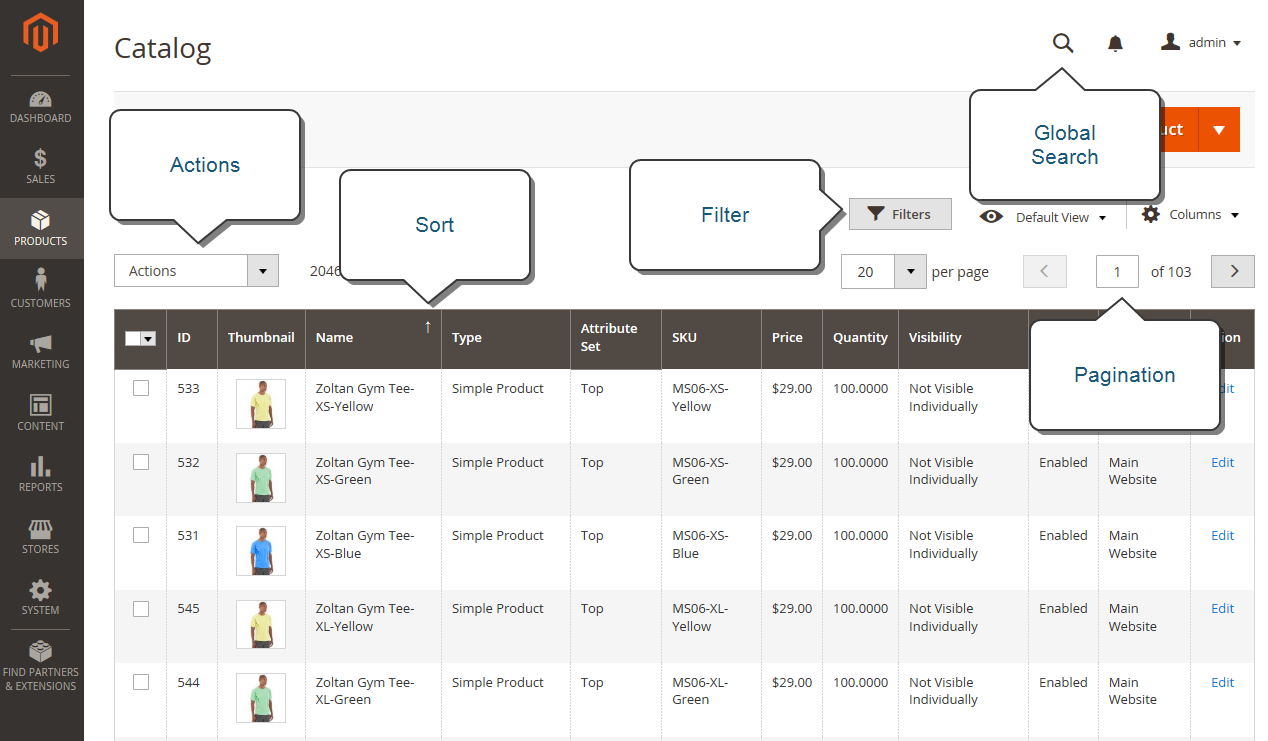 Catalog
admin
DASHBOARD
SALES
PRODUCTS
CUSTOMERS
MARKETING
CONTENT
REPORTS
STORES
SYSTEM
FIND PARTNERS
& EXTENSIONS
Actions
Sort
Filter
Global
Search
Pagination
Filters
Default View
Columns
Actions
2046
20
per page
1
of 103
ID
Thumbnail
Name
↑
Type
Attribute
Set
SKU
Price
Quantity
Visibility
533
Zoltan Gym Tee-
XS-Yellow
Simple Product
Top
MS06-XS-
Yellow
$29.00
100.0000
Not Visible
Individually
532
Zoltan Gym Tee-
XS-Green
Simple Product
Top
MS06-XS-
Green
$29.00
100.0000
Not Visible
Individually
Enabled
Main
Website
Edit
531
Zoltan Gym Tee-
XS-Blue
Simple Product
Top
MS06-XS-
Blue
$29.00
100.0000
Not Visible
Individually
Enabled
Main
Website
Edit
545
Zoltan Gym Tee-
XL-Yellow
Simple Product
Top
MS06-XL-
Yellow
$29.00
100.0000
Not Visible
Individually
Enabled
Main
Website
Edit
544
Zoltan Gym Tee-
XL-Green
Simple Product
Top
MS06-XL-
Green
$29.00
100.0000
Not Visible
Individually
Enabled
Main
Website
Edit